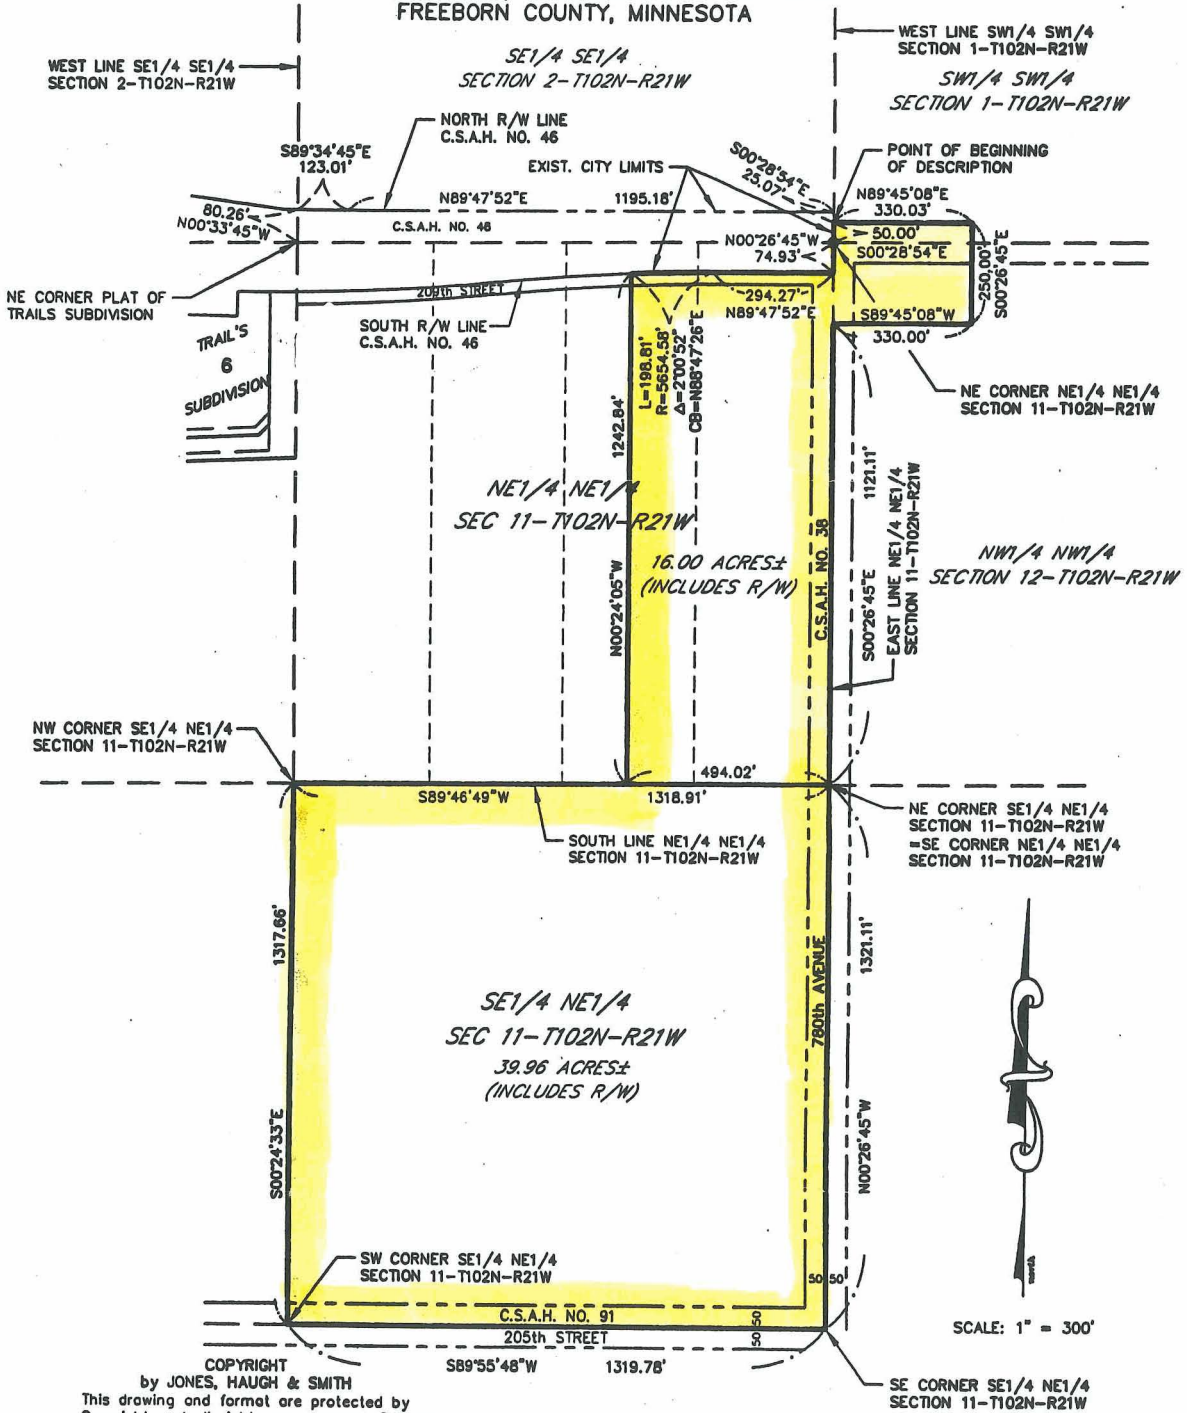 FREEBORN COUNTY, MINNESOTA
WEST LINE SE1/4 SE1/4
SECTION 2-T102N-R21W
SE1/4 SE1/4
SECTION 2-T102N-R21W
WEST LINE SW1/4 SW1/4
SECTION 1-T102N-R21W
SW1/4 SW1/4
SECTION 1-T102N-R21W
NORTH R/W LINE
C.S.A.H. NO. 46
S89°34'45"E
123.01'
EXIST. CITY LIMITS
S00°28'54"E
25.07'
POINT OF BEGINNING
OF DESCRIPTION
N89°45'08"E
330.03'
80.26'
N00°33'45"W
N89°47'52"E 1195.18'
C.S.A.H. NO. 46
N00°26'45"W
74.93'
50.00'
S00°28'54"E
250.00'
S00°26'45"E
NE CORNER PLAT OF
TRAILS SUBDIVISION
209th STREET
SOUTH R/W LINE
C.S.A.H. NO. 46
294.27'
N89°47'52"E
S89°45'08"W
330.00'
TRAIL'S
6
SUBDIVISION
L=198.81'
R=5654.58'
Δ=2°00'52"
CB=N88°47'26"E
NE CORNER NE1/4 NE1/4
SECTION 11-T102N-R21W
1242.84'
N00°24'05"W
NE1/4 NE1/4
SEC 11-T102N-R21W
16.00 ACRES±
(INCLUDES R/W)
C.S.A.H. NO. 38
1121.11'
S00°26'45"E
EAST LINE NE1/4 NE1/4
SECTION 11-T102N-R21W
NW1/4 NW1/4
SECTION 12-T102N-R21W
NW CORNER SE1/4 NE1/4
SECTION 11-T102N-R21W
494.02'
S89°46'49"W 1318.91'
SOUTH LINE NE1/4 NE1/4
SECTION 11-T102N-R21W
NE CORNER SE1/4 NE1/4
SECTION 11-T102N-R21W
=SE CORNER NE1/4 NE1/4
SECTION 11-T102N-R21W
1317.66'
S00°24'33"E
780th AVENUE
1321.11'
N00°26'45"W
SE1/4 NE1/4
SEC 11-T102N-R21W
39.96 ACRES±
(INCLUDES R/W)
north
SW CORNER SE1/4 NE1/4
SECTION 11-T102N-R21W
50 50
C.S.A.H. NO. 91
50 50
205th STREET
SCALE: 1" = 300'
S89°55'48"W 1319.78'
COPYRIGHT
by JONES, HAUGH & SMITH
This drawing and format are protected by
SE CORNER SE1/4 NE1/4
SECTION 11-T102N-R21W